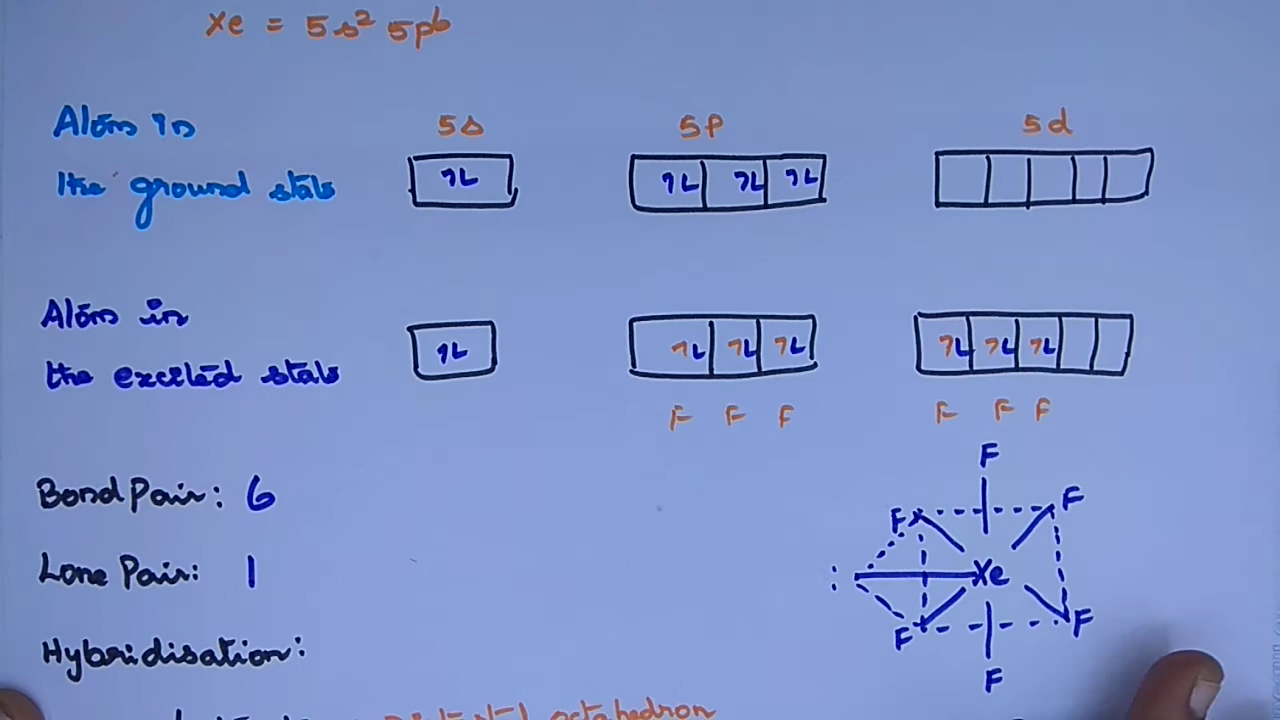 Xe = 5s² 5p⁶
Atom in
the ground state
5s
5p
5d
Atom in
the excited state
F F F
F F F
Bond Pair: 6
Lone Pair: 1
Hybridisation:
F
F
F
: Xe
F
F
F
octahedron